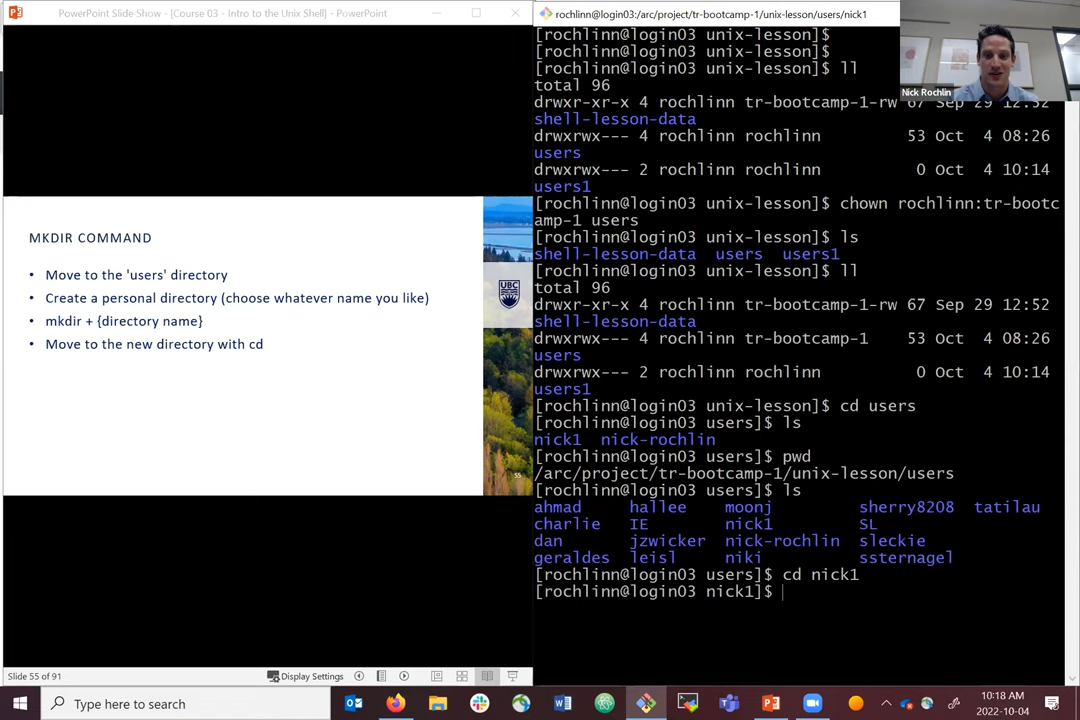 PowerPoint Slide Show - [Course 03 - Intro to the Unix Shell] - PowerPoint
MKDIR COMMAND
• Move to the 'users' directory
• Create a personal directory (choose whatever name you like)
• mkdir + {directory name}
• Move to the new directory with cd
UBC
55
Slide 55 of 91
Display Settings
rochlinn@login03:/arc/project/tr-bootcamp-1/unix-lesson/users/nick1
[rochlinn@login03 unix-lesson]$
[rochlinn@login03 unix-lesson]$
[rochlinn@login03 unix-lesson]$ ll
total 96
drwxr-xr-x 4 rochlinn tr-bootcamp-1-rw 67 Sep 29 12:52
shell-lesson-data
drwxrwx--- 4 rochlinn rochlinn 53 Oct 4 08:26
users
drwxrwx--- 2 rochlinn rochlinn 0 Oct 4 10:14
users1
[rochlinn@login03 unix-lesson]$ chown rochlinn:tr-bootc
amp-1 users
[rochlinn@login03 unix-lesson]$ ls
shell-lesson-data users users1
[rochlinn@login03 unix-lesson]$ ll
total 96
drwxr-xr-x 4 rochlinn tr-bootcamp-1-rw 67 Sep 29 12:52
shell-lesson-data
drwxrwx--- 4 rochlinn tr-bootcamp-1 53 Oct 4 08:26
users
drwxrwx--- 2 rochlinn rochlinn 0 Oct 4 10:14
users1
[rochlinn@login03 unix-lesson]$ cd users
[rochlinn@login03 users]$ ls
nick1 nick-rochlin
[rochlinn@login03 users]$ pwd
/arc/project/tr-bootcamp-1/unix-lesson/users
[rochlinn@login03 users]$ ls
ahmad hallee moonj sherry8208 tatilau
charlie IE nick1 SL
dan jzwicker nick-rochlin sleckie
geraldes leisl niki ssternagel
[rochlinn@login03 users]$ cd nick1
[rochlinn@login03 nick1]$
Nick Rochlin
Type here to search
10:18 AM
2022-10-04